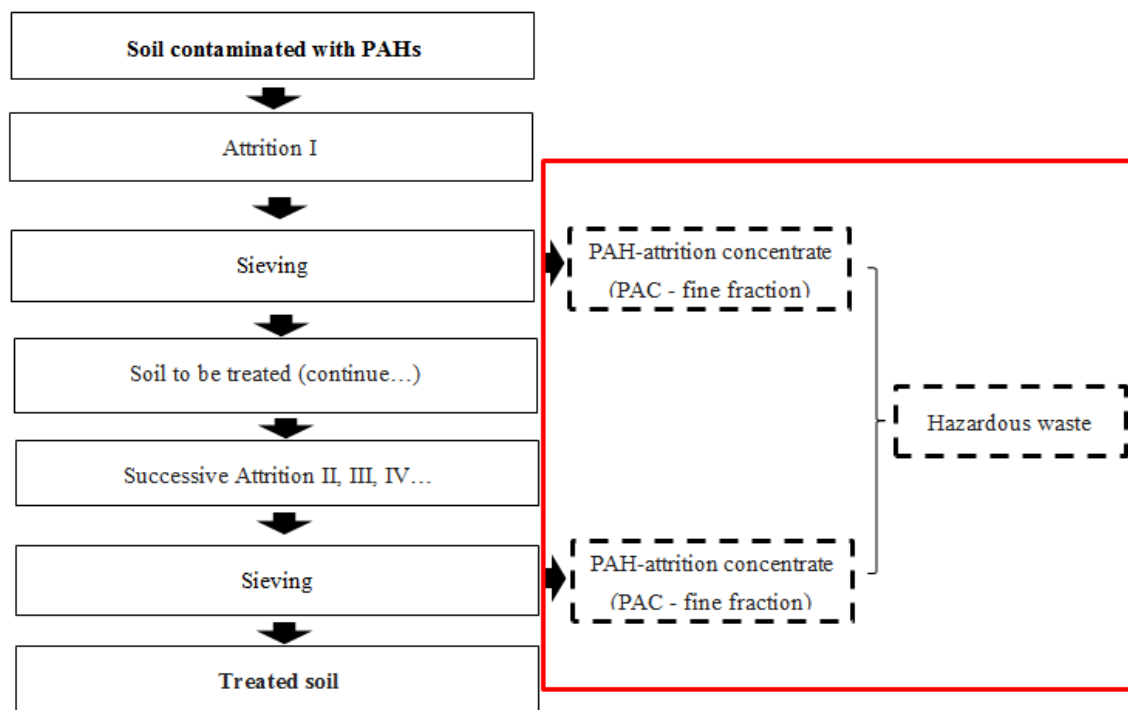 Soil contaminated with PAHs
Attrition I
Sieving
PAH-attrition concentrate
(PAC - fine fraction)
Soil to be treated (continue…)
Hazardous waste
Successive Attrition II, III, IV…
Sieving
PAH-attrition concentrate
(PAC - fine fraction)
Treated soil